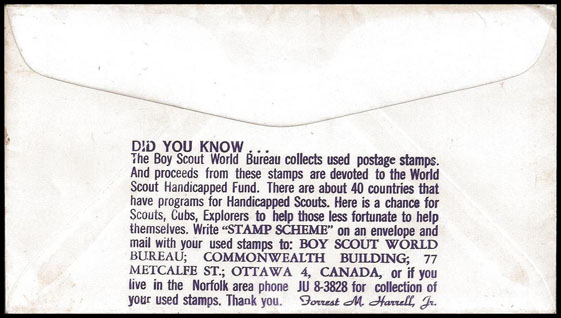 DID YOU KNOW . . .
The Boy Scout World Bureau collects used postage stamps.
And proceeds from these stamps are devoted to the World
Scout Handicapped Fund. There are about 40 countries that
have programs for Handicapped Scouts. Here is a chance for
Scouts, Cubs, Explorers to help those less fortunate to help
themselves. Write "STAMP SCHEME" on an envelope and
mail with your used stamps to: BOY SCOUT WORLD
BUREAU; COMMONWEALTH BUILDING; 77
METCALFE ST.; OTTAWA 4, CANADA, or if you
live in the Norfolk area phone JU 8-3828 for collection of
your used stamps. Thank you. Forrest M. Harrell, Jr.